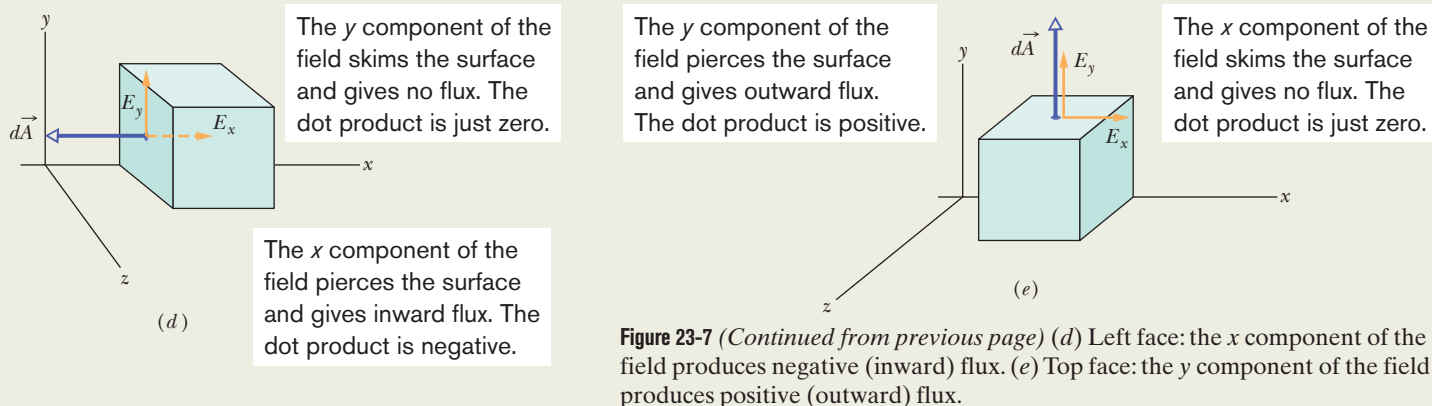 y
E_y
E_x
dA⃗
x
z
(d)
The y component of the
field skims the surface
and gives no flux. The
dot product is just zero.
The x component of the
field pierces the surface
and gives inward flux. The
dot product is negative.
The y component of the
field pierces the surface
and gives outward flux.
The dot product is positive.
y
dA⃗
E_y
E_x
x
z
(e)
The x component of the
field skims the surface
and gives no flux. The
dot product is just zero.
Figure 23-7 (Continued from previous page) (d) Left face: the x component of the
field produces negative (inward) flux. (e) Top face: the y component of the field
produces positive (outward) flux.